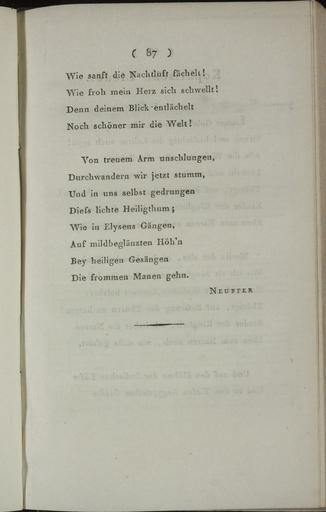 ( 87 )
Wie sanft die Nachtluft fächelt!
Wie froh mein Herz sich schwellt!
Denn deinem Blick entlächelt
Noch schöner mir die Welt!
Von treuem Arm umschlungen,
Durchwandern wir jetzt stumm,
Und in uns selbst gedrungen
Diefs lichte Heiligthum;
Wie in Elysens Gängen,
Auf mildbeglänzten Höh'n
Bey heiligen Gesängen
Die frommen Manen gehn.
NEUFFER